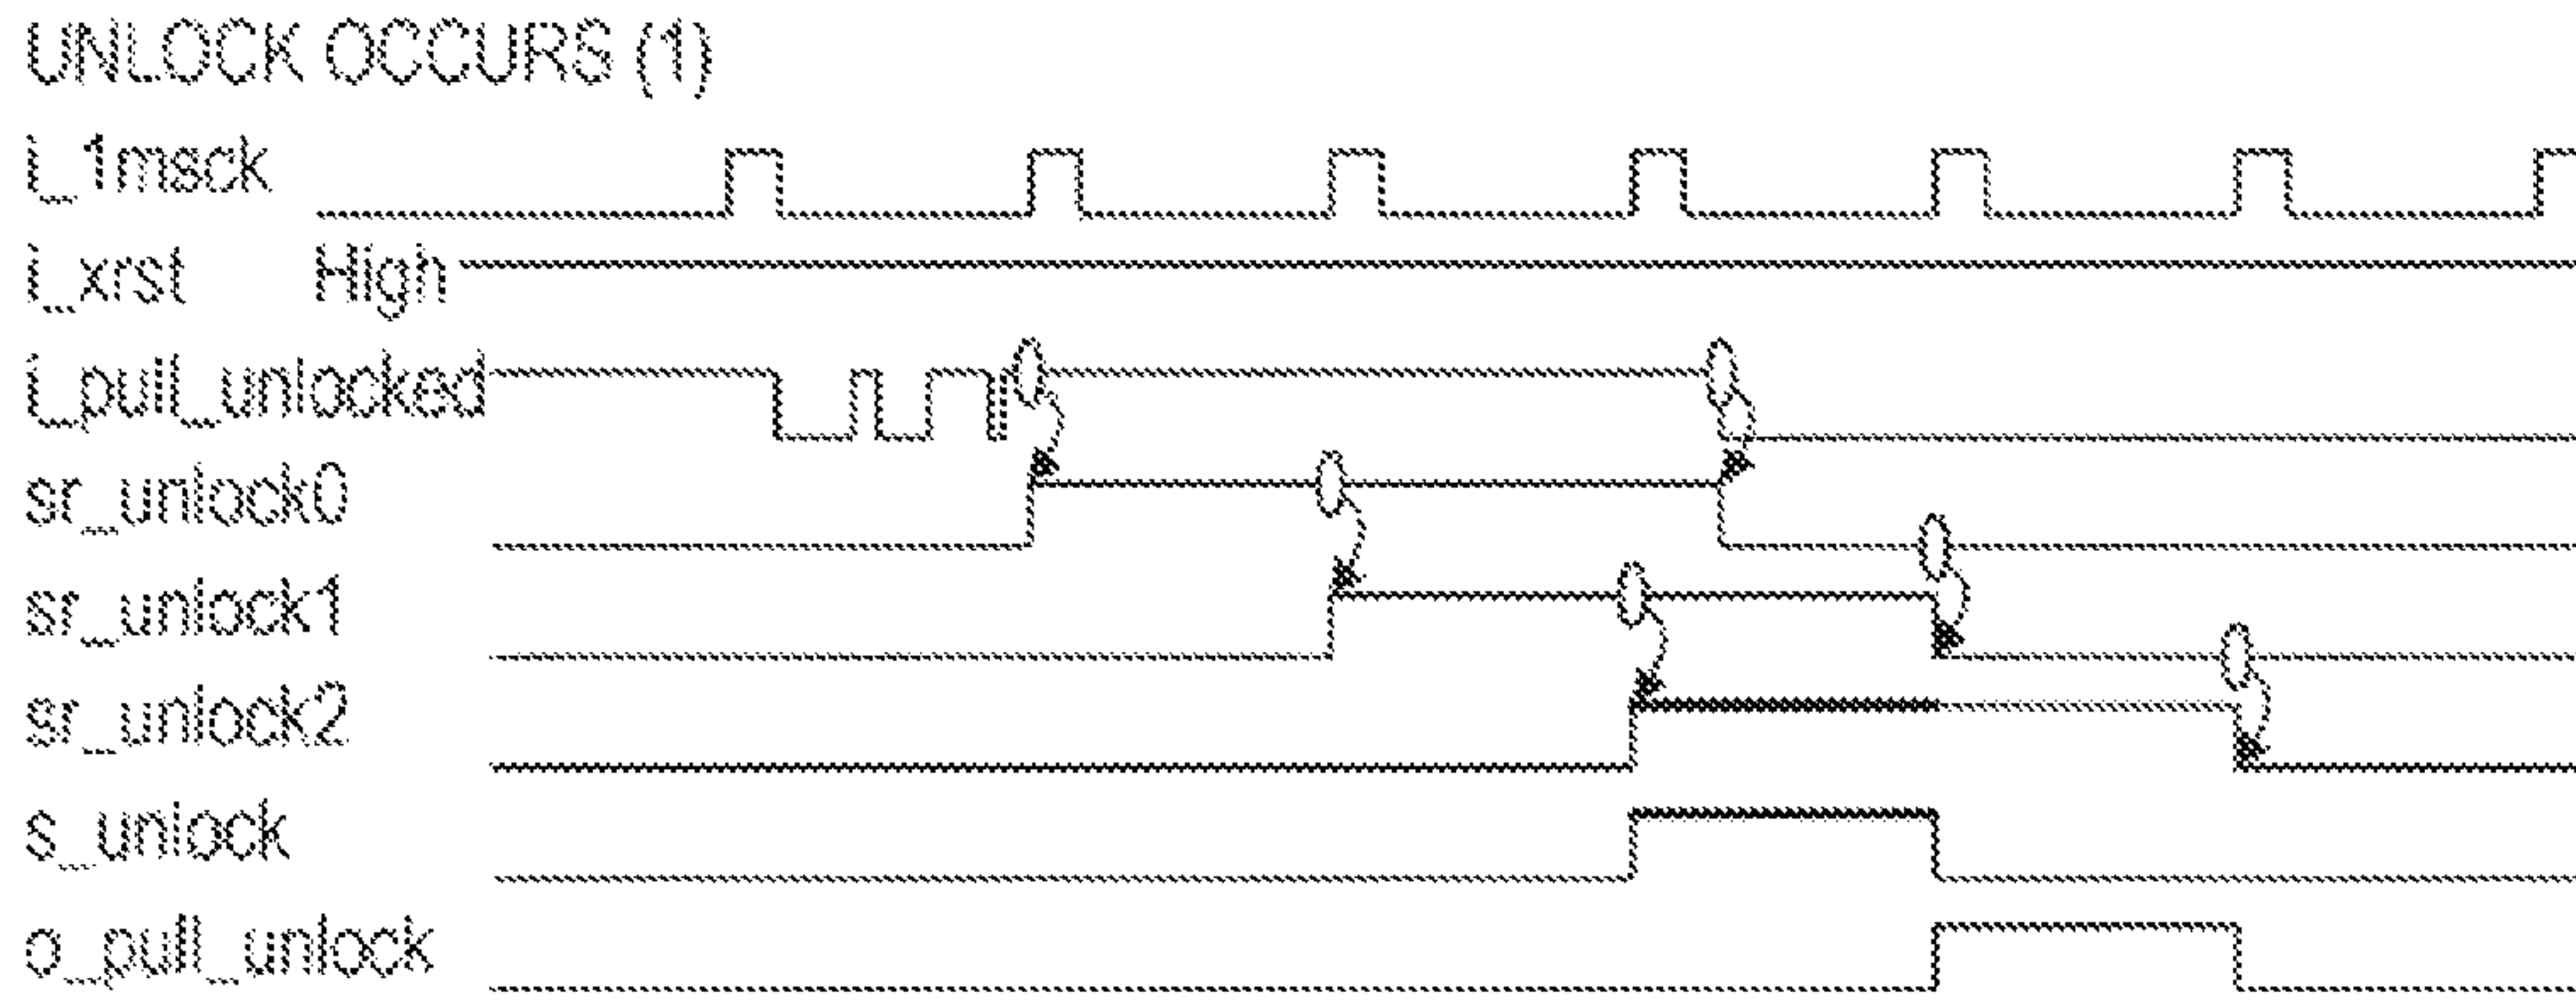 UNLOCK OCCURS (1)
i_1msck
i_xrst High
i_pull_unlocked
sr_unlock0
sr_unlock1
sr_unlock2
s_unlock
o_pull_unlock